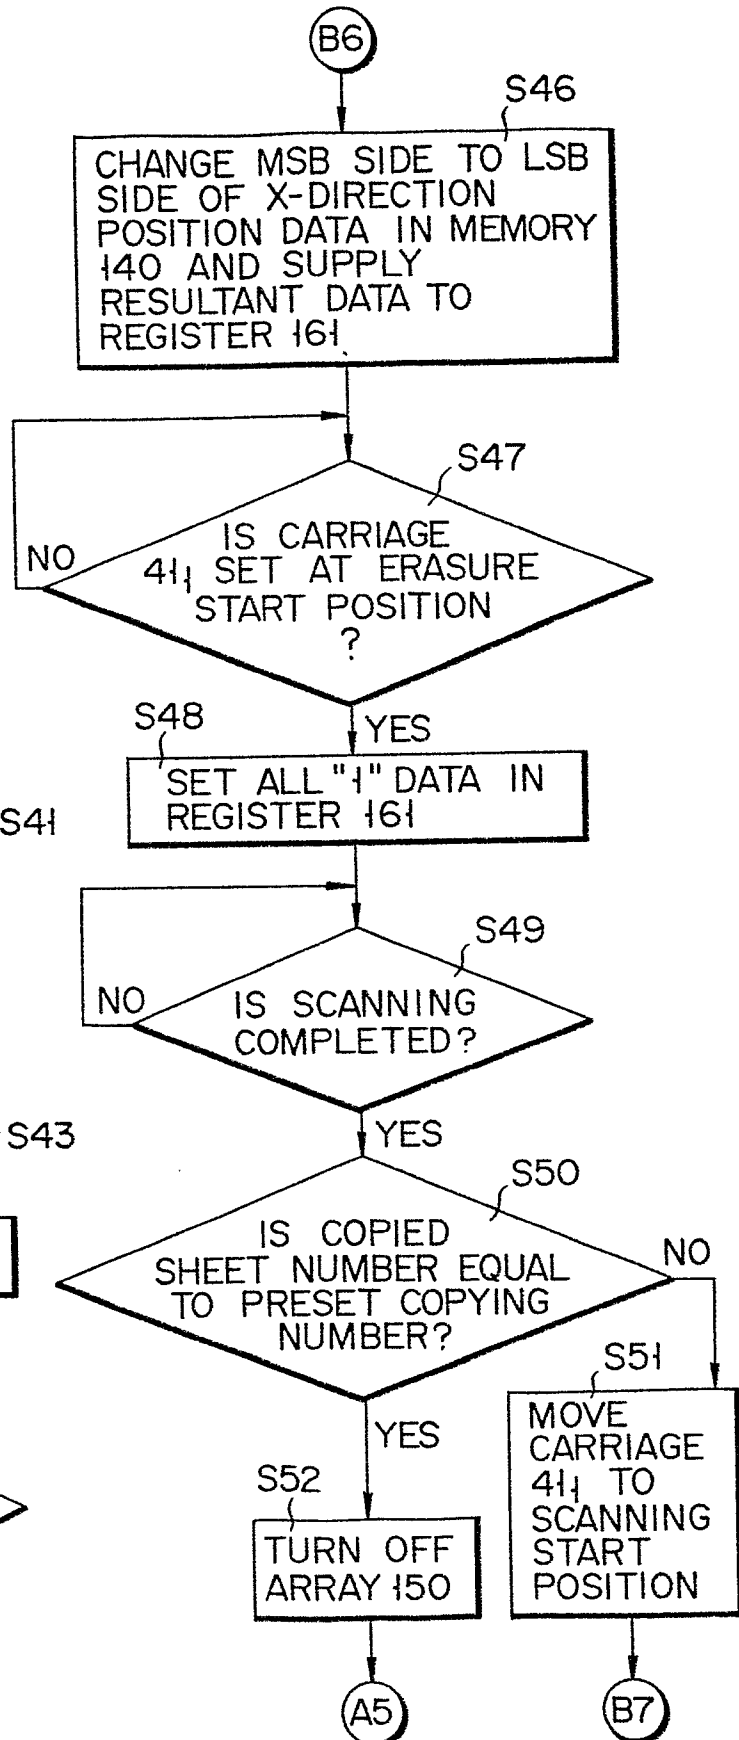 B6
S46
CHANGE MSB SIDE TO LSB
SIDE OF X-DIRECTION
POSITION DATA IN MEMORY
140 AND SUPPLY
RESULTANT DATA TO
REGISTER 161
S47
IS CARRIAGE
41₁ SET AT ERASURE
START POSITION
?
NO
YES
S48
SET ALL "1" DATA IN
REGISTER 161
S41
S49
IS SCANNING
COMPLETED?
NO
YES
S43
S50
IS COPIED
SHEET NUMBER EQUAL
TO PRESET COPYING
NUMBER?
NO
YES
S51
MOVE
CARRIAGE
41₁ TO
SCANNING
START
POSITION
S52
TURN OFF
ARRAY 150
A5
B7